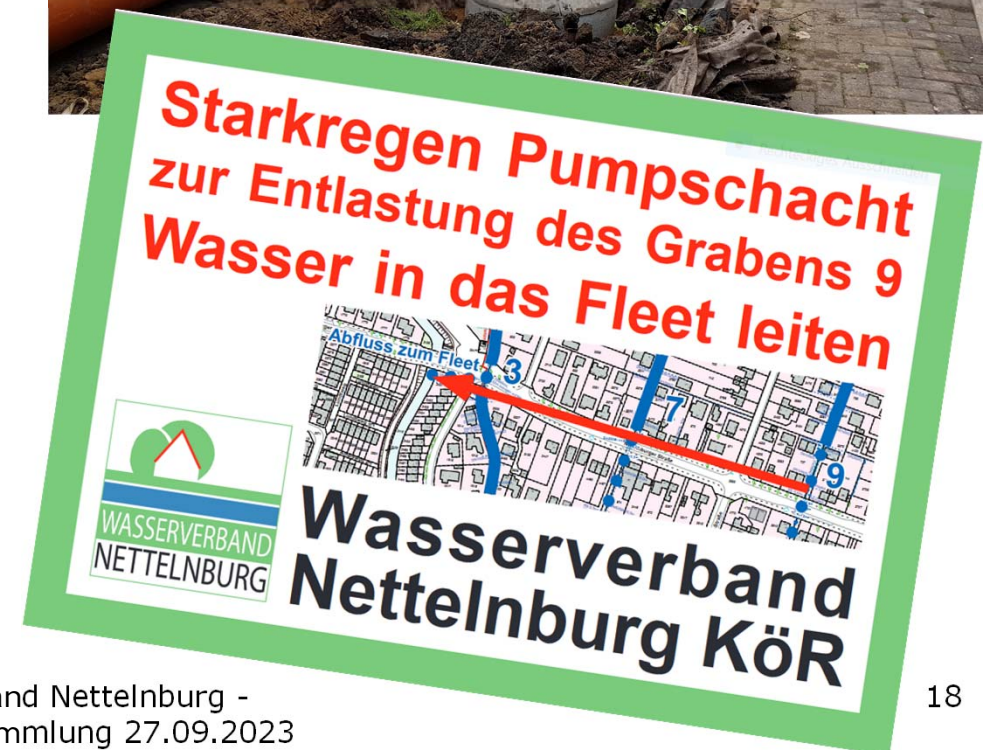 Starkregen Pumpschacht
zur Entlastung des Grabens 9
Wasser in das Fleet leiten
Abfluss zum Fleet
3
7
9
WASSERVERBAND
NETTELNBURG
Wasserverband
Nettelnburg KöR
and Nettelnburg -
mmlung 27.09.2023
18